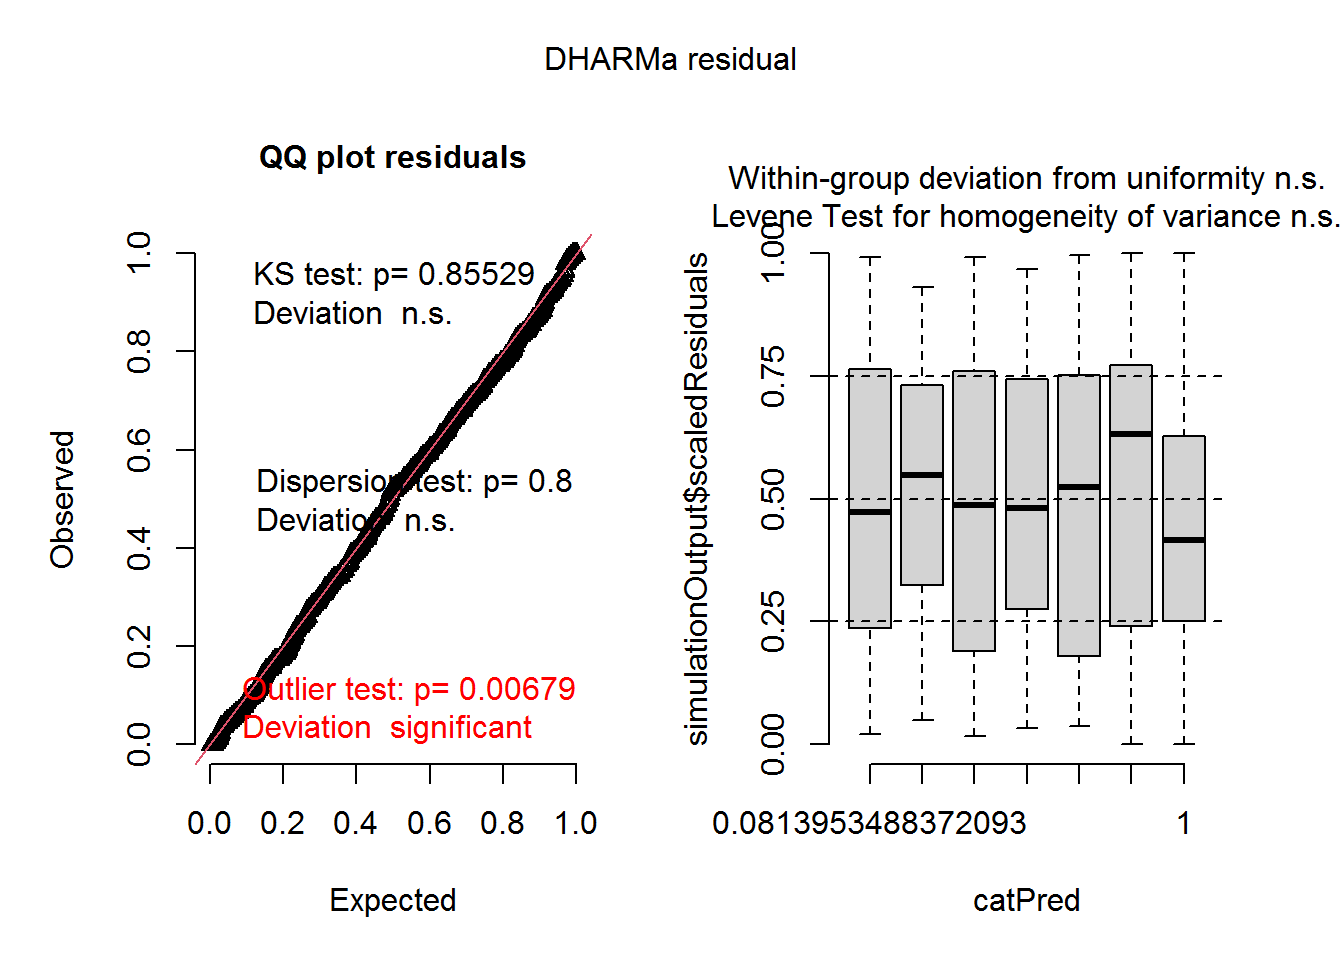 DHARMa residual
QQ plot residuals
KS test: p= 0.85529
Deviation  n.s.
Dispersion test: p= 0.8
Deviation  n.s.
Outlier test: p= 0.00679
Deviation  significant
Observed
0.0 0.2 0.4 0.6 0.8 1.0
0.0 0.2 0.4 0.6 0.8 1.0
Expected
Within-group deviation from uniformity n.s.
Levene Test for homogeneity of variance n.s.
simulationOutput$scaledResiduals
0.00 0.25 0.50 0.75 1.00
0.0813953488372093 1
catPred